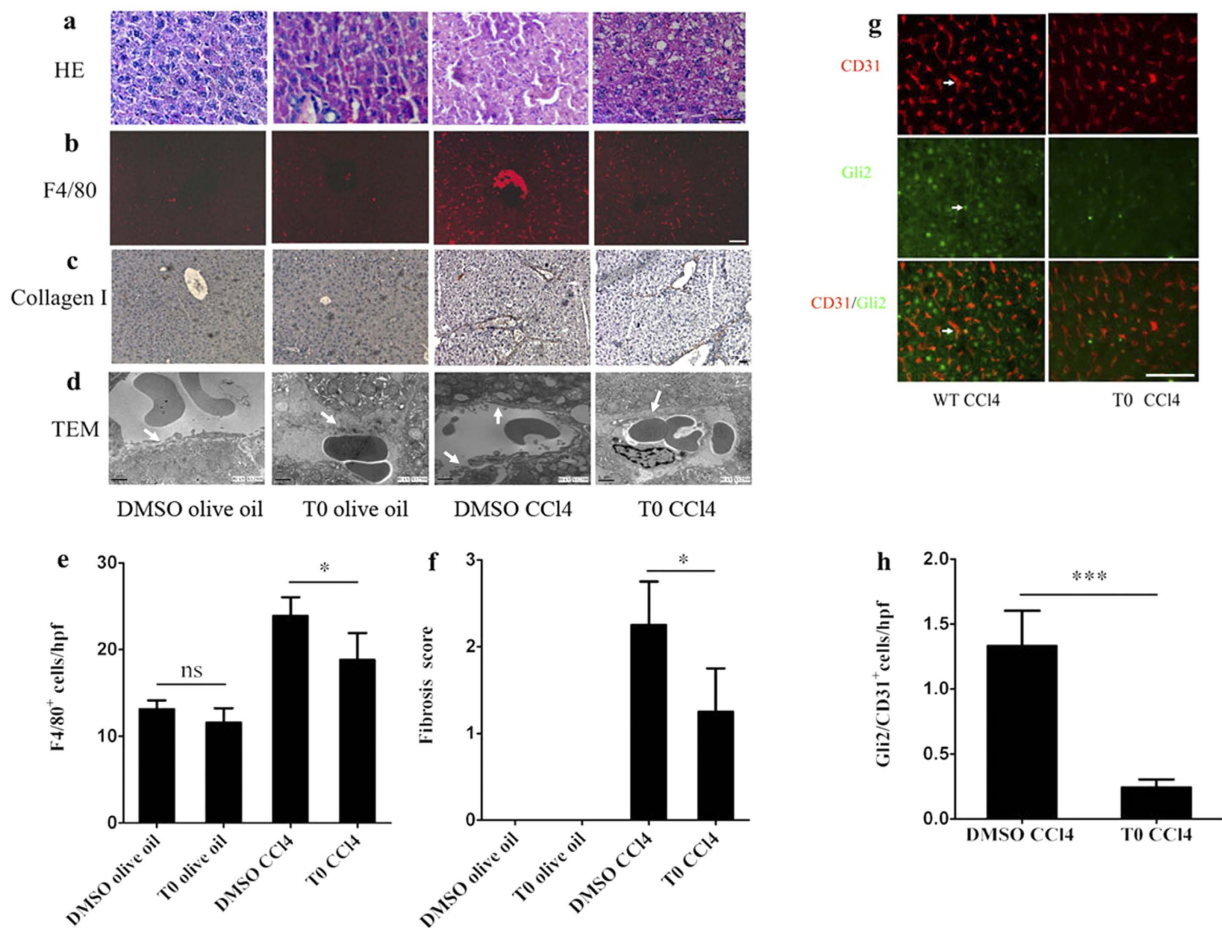 a
HE
b
F4/80
c
Collagen I
d
TEM
DMSO olive oil T0 olive oil DMSO CCl4 T0 CCl4
g
CD31
Gli2
CD31/Gli2
WT CCl4 T0 CCl4
e
F4/80+ cells/hpf
30
20
10
0
ns
*
DMSO olive oil
T0 olive oil
DMSO CCl4
T0 CCl4
f
Fibrosis score
3
2
1
0
*
DMSO olive oil
T0 olive oil
DMSO CCl4
T0 CCl4
h
Gli2/CD31+cells/hpf
2.0
1.5
1.0
0.5
0.0
***
DMSO CCl4 T0 CCl4